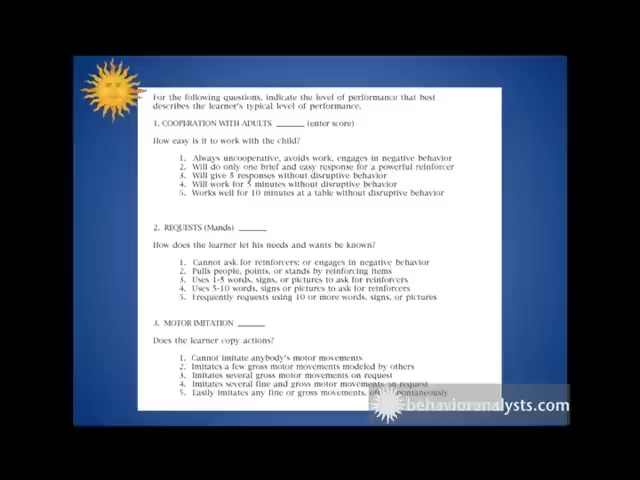 For the following questions, indicate the level of performance that best
describes the learner's typical level of performance.
1. COOPERATION WITH ADULTS ______ (enter score)
How easy is it to work with the child?
1. Always uncooperative, avoids work, engages in negative behavior
2. Will do only one brief and easy response for a powerful reinforcer
3. Will give 5 responses without disruptive behavior
4. Will work for 5 minutes without disruptive behavior
5. Works well for 10 minutes at a table without disruptive behavior
2. REQUESTS (Mands) ______
How does the learner let his needs and wants be known?
1. Cannot ask for reinforcers; or engages in negative behavior
2. Pulls people, points, or stands by reinforcing items
3. Uses 1-5 words, signs, or pictures to ask for reinforcers
4. Uses 5-10 words, signs or pictures to ask for reinforcers
5. Frequently requests using 10 or more words, signs, or pictures
3. MOTOR IMITATION ______
Does the learner copy actions?
1. Cannot imitate anybody's motor movements
2. Imitates a few gross motor movements modeled by others
3. Imitates several gross motor movements on request
4. Imitates several fine and gross motor movements on request
5. Easily imitates any fine or gross movements, often spontaneously
behavioranalysts.com